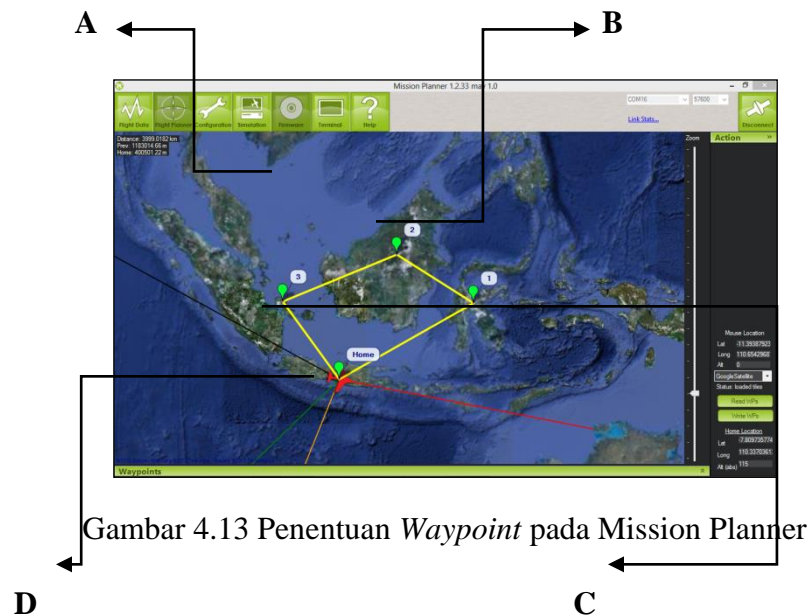 A
B
Mission Planner 1.2.33 mav 1.0
Flight Data
Flight Planner
Configuration
Simulation
Firmware
Terminal
Help
COM16
57600
Link Stats...
Disconnect
Distance: 3999.0182 km
Prev: 1183014.66 m
Home: 400901.22 m
Zoom
Action
2
3
1
Home
Mouse Location
Lat -11.39387923
Long 110.6542968
Alt 0
GoogleSatellite
Status: loaded tiles
Read WPs
Write WPs
Home Location
Lat -7.809735774
Long 110.3370361
Alt (abs) 115
Waypoints
Gambar 4.13 Penentuan Waypoint pada Mission Planner
D
C